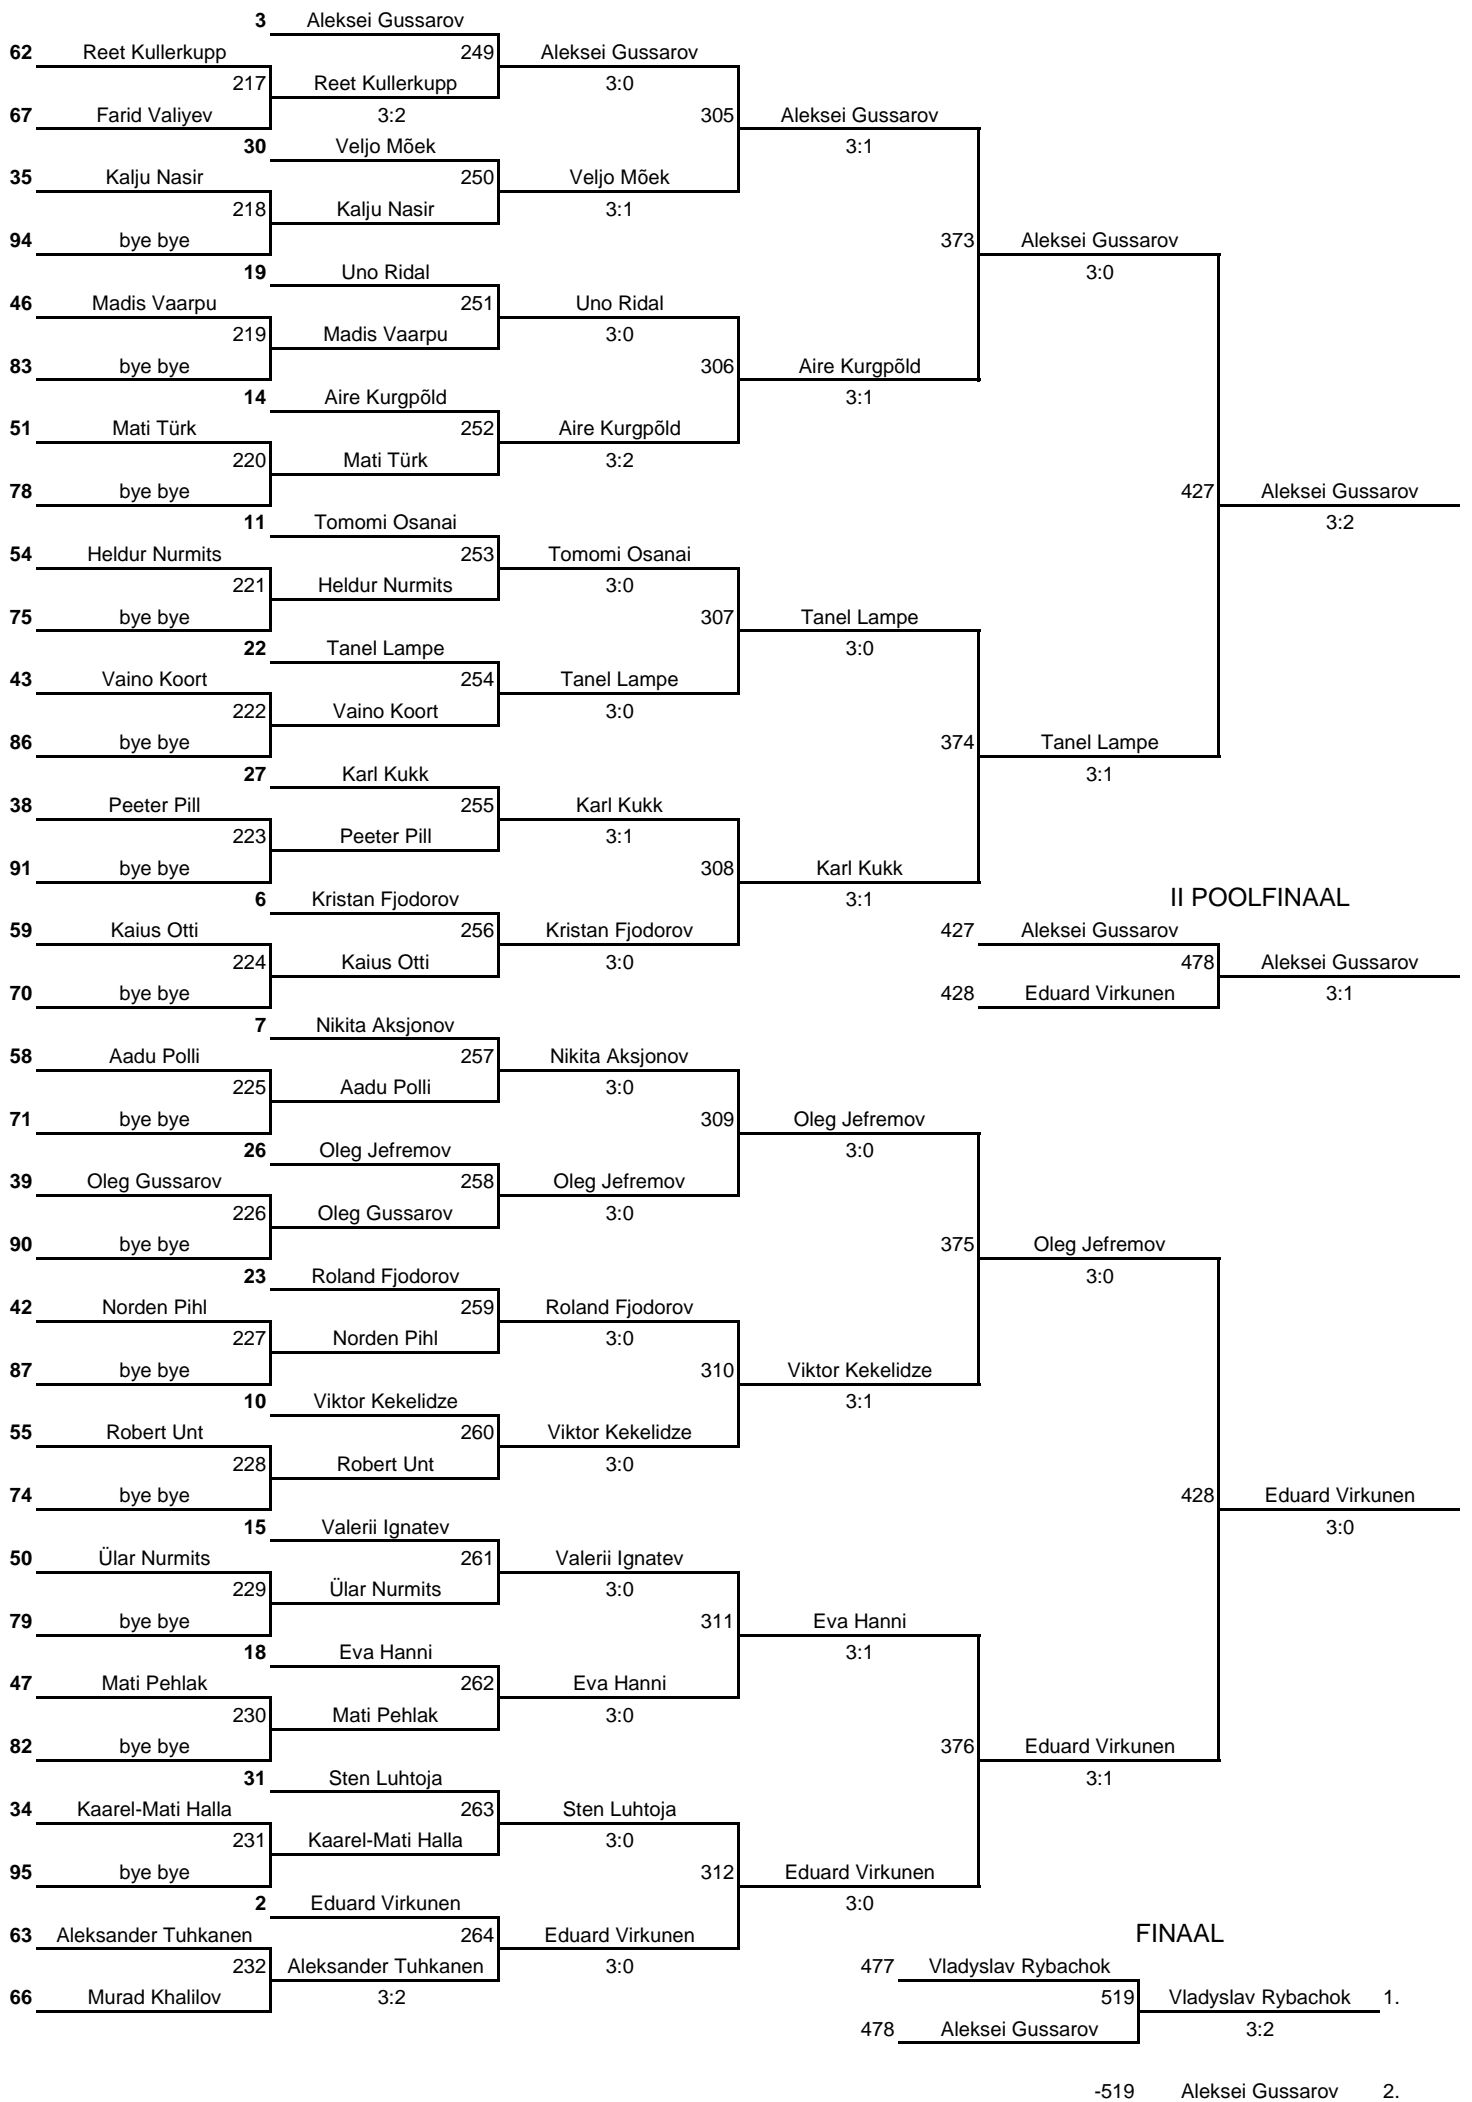 3 Aleksei Gussarov
62 Reet Kullerkupp 249 Aleksei Gussarov
217 Reet Kullerkupp 3:0
67 Farid Valiyev 3:2 305 Aleksei Gussarov
30 Veljo Mõek 3:1
35 Kalju Nasir 250 Veljo Mõek
218 Kalju Nasir 3:1
94 bye bye 373 Aleksei Gussarov
19 Uno Ridal 3:0
46 Madis Vaarpu 251 Uno Ridal
219 Madis Vaarpu 3:0
83 bye bye 306 Aire Kurgpõld
14 Aire Kurgpõld 3:1
51 Mati Türk 252 Aire Kurgpõld
220 Mati Türk 3:2
78 bye bye 427 Aleksei Gussarov
11 Tomomi Osanai 3:2
54 Heldur Nurmits 253 Tomomi Osanai
221 Heldur Nurmits 3:0
75 bye bye 307 Tanel Lampe
22 Tanel Lampe 3:0
43 Vaino Koort 254 Tanel Lampe
222 Vaino Koort 3:0
86 bye bye 374 Tanel Lampe
27 Karl Kukk 3:1
38 Peeter Pill 255 Karl Kukk
223 Peeter Pill 3:1
91 bye bye 308 Karl Kukk
6 Kristan Fjodorov 3:1 II POOLFINAAL
59 Kaius Otti 256 Kristan Fjodorov 427 Aleksei Gussarov
224 Kaius Otti 3:0 478 Aleksei Gussarov
70 bye bye 428 Eduard Virkunen 3:1
7 Nikita Aksjonov
58 Aadu Polli 257 Nikita Aksjonov
225 Aadu Polli 3:0
71 bye bye 309 Oleg Jefremov
26 Oleg Jefremov 3:0
39 Oleg Gussarov 258 Oleg Jefremov
226 Oleg Gussarov 3:0
90 bye bye 375 Oleg Jefremov
23 Roland Fjodorov 3:0
42 Norden Pihl 259 Roland Fjodorov
227 Norden Pihl 3:0
87 bye bye 310 Viktor Kekelidze
10 Viktor Kekelidze 3:1
55 Robert Unt 260 Viktor Kekelidze
228 Robert Unt 3:0
74 bye bye 428 Eduard Virkunen
15 Valerii Ignatev 3:0
50 Ülar Nurmits 261 Valerii Ignatev
229 Ülar Nurmits 3:0
79 bye bye 311 Eva Hanni
18 Eva Hanni 3:1
47 Mati Pehlak 262 Eva Hanni
230 Mati Pehlak 3:0
82 bye bye 376 Eduard Virkunen
31 Sten Luhtoja 3:1
34 Kaarel-Mati Halla 263 Sten Luhtoja
231 Kaarel-Mati Halla 3:0
95 bye bye 312 Eduard Virkunen
2 Eduard Virkunen 3:0
63 Aleksander Tuhkanen 264 Eduard Virkunen FINAAL
232 Aleksander Tuhkanen 3:0 477 Vladyslav Rybachok
66 Murad Khalilov 3:2 519 Vladyslav Rybachok 1.
478 Aleksei Gussarov 3:2
-519 Aleksei Gussarov 2.